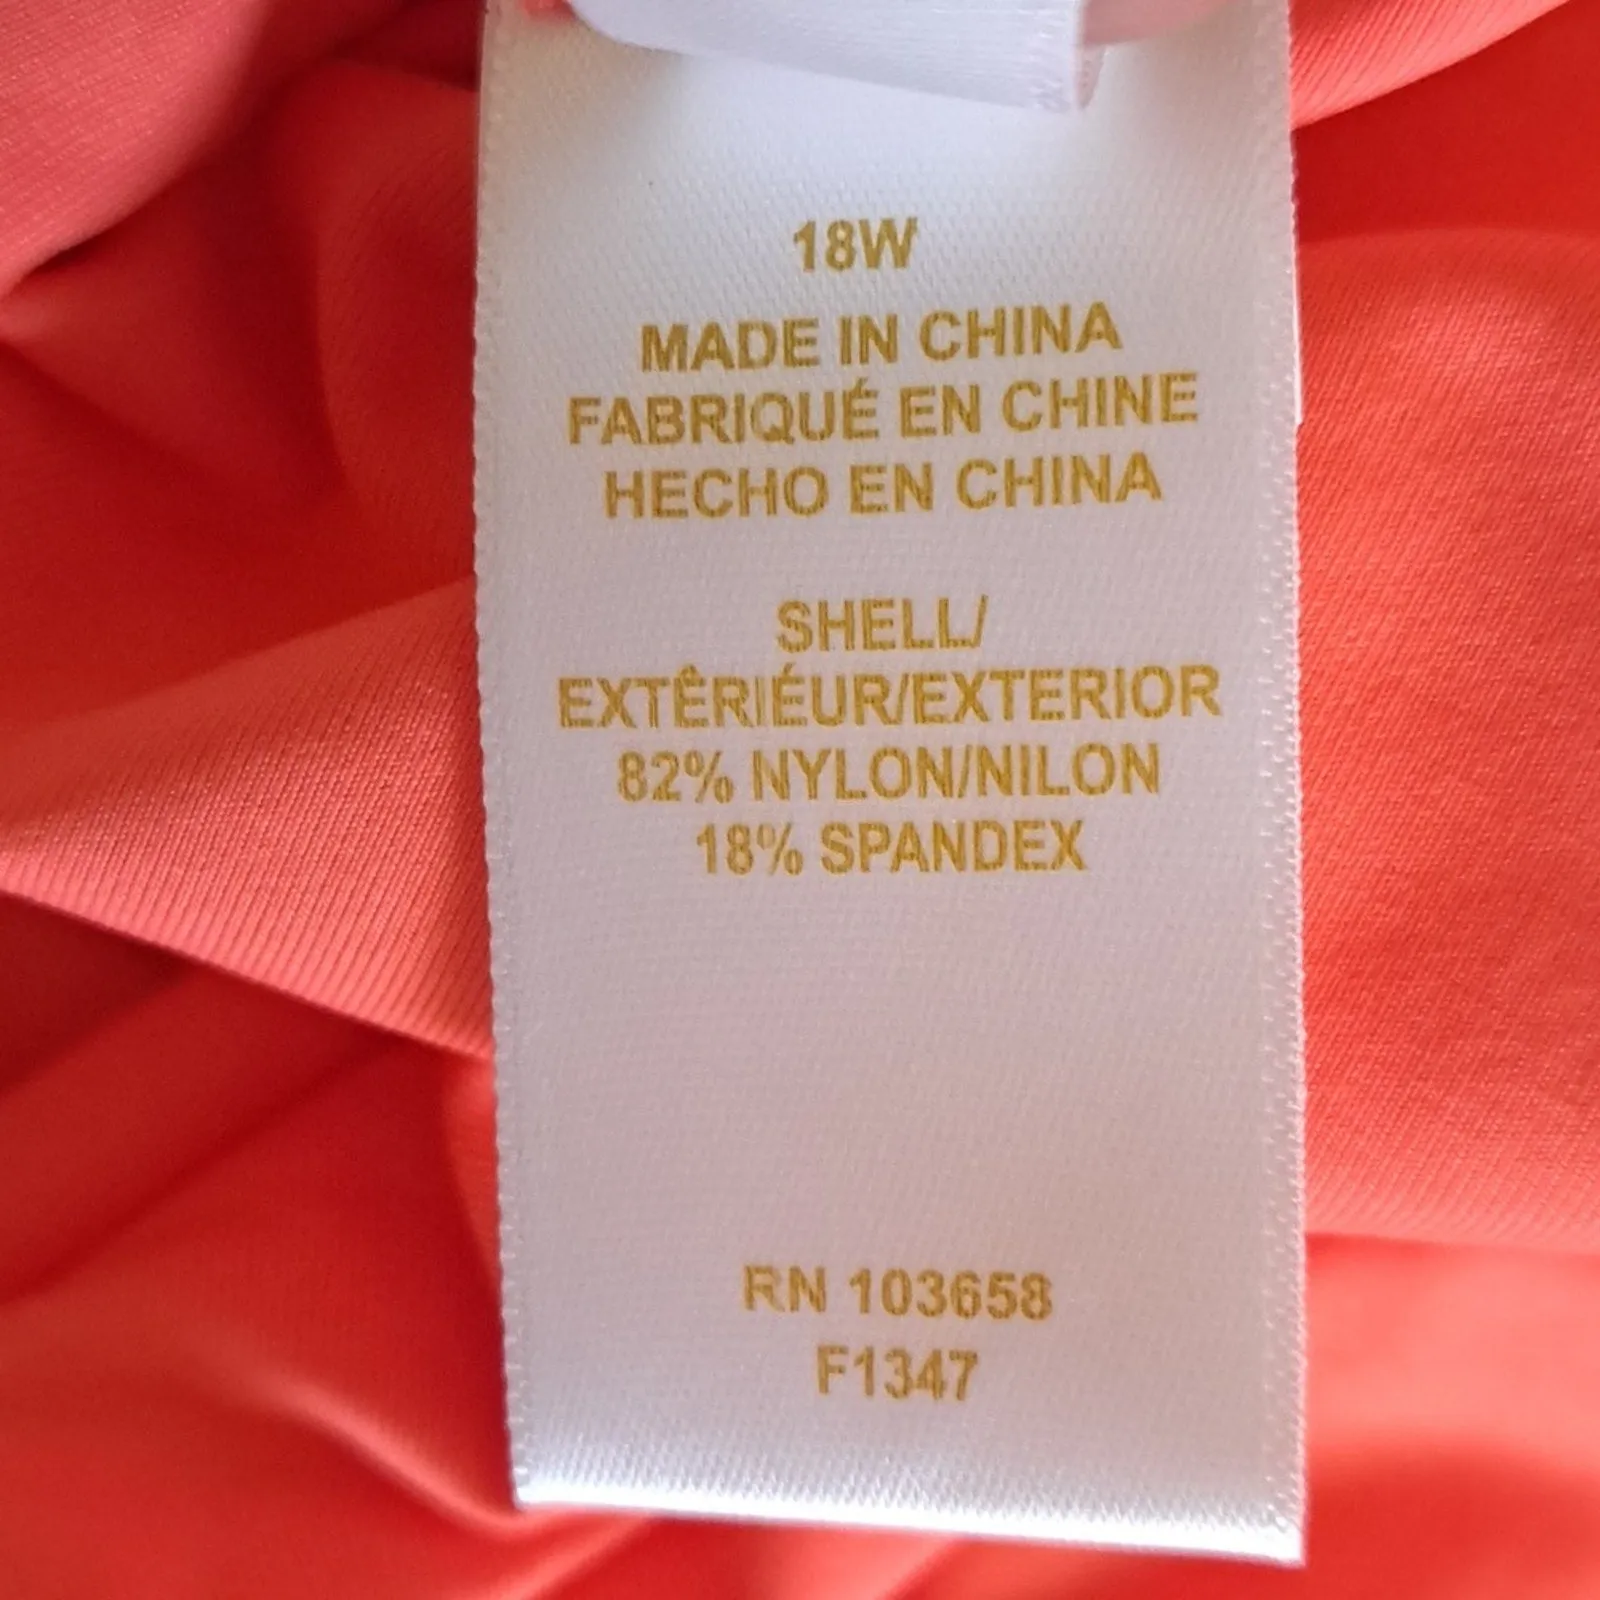 18W
MADE IN CHINA
FABRIQUÉ EN CHINE
HECHO EN CHINA
SHELL/
EXTÊRIÉUR/EXTERIOR
82% NYLON/NILON
18% SPANDEX
RN 103658
F1347